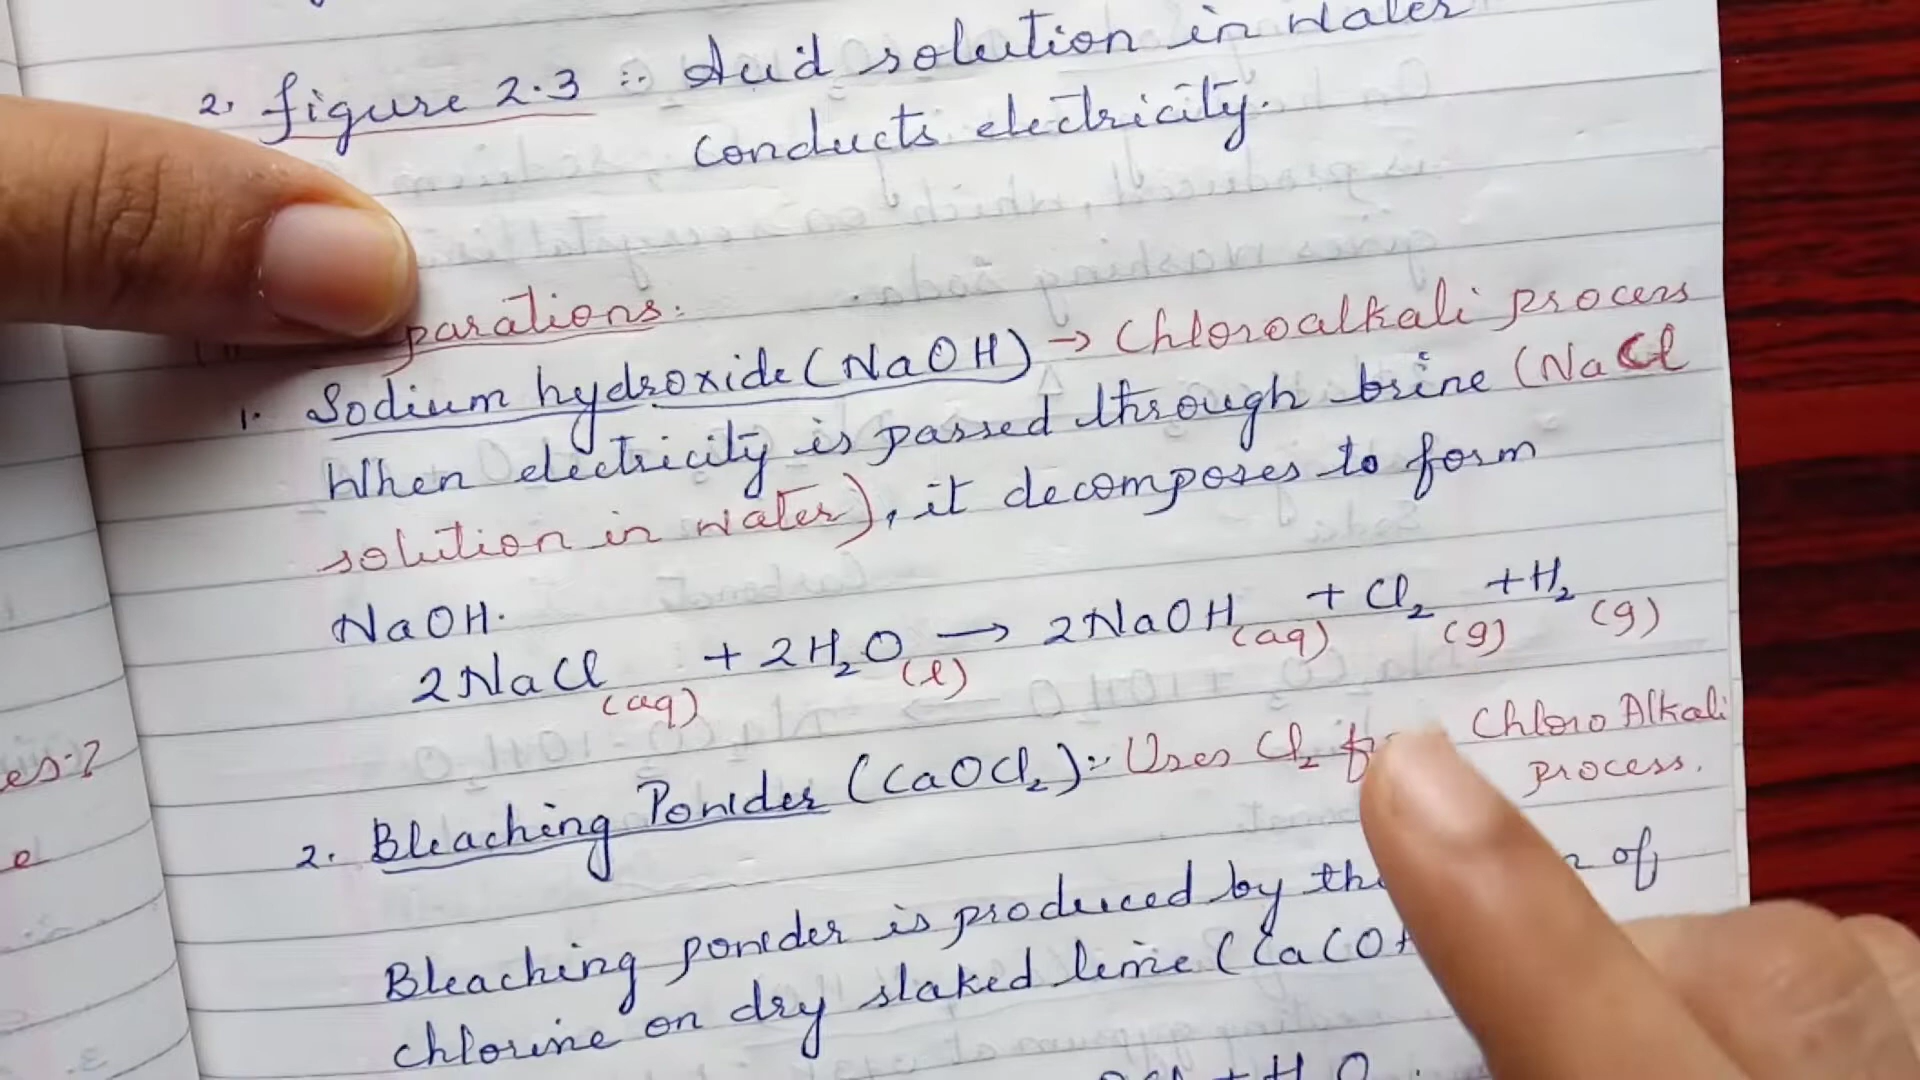 2. figure 2.3 :- Acid solution in water
conducts electricity.
parations:
1. Sodium hydroxide (NaOH) → Chloroalkali process
When electricity is passed through brine (NaCl
solution in water), it decomposes to form
NaOH.
2NaCl (aq) + 2H₂O (l) → 2NaOH (aq) + Cl₂ (g) + H₂ (g)
2. Bleaching Powder (CaOCl₂):- Uses Cl₂ Chloro Alkali
process.
Bleaching powder is produced by of
chlorine on dry slaked lime (Ca(OH
es?
e